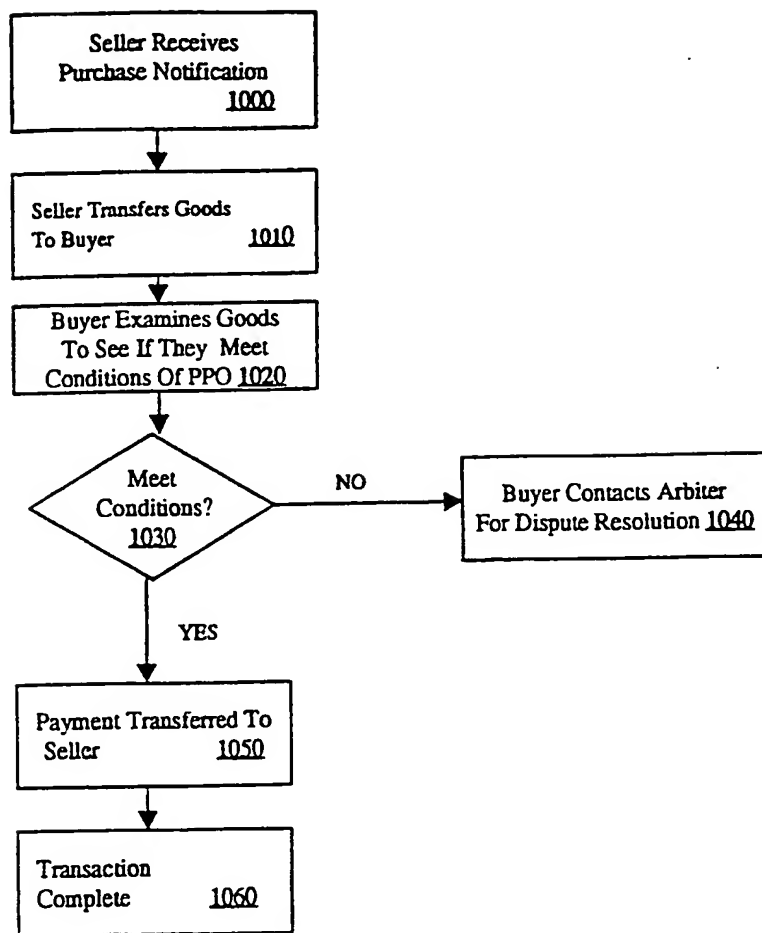 Seller Receives
Purchase Notification
1000
Seller Transfers Goods
To Buyer 1010
Buyer Examines Goods
To See If They Meet
Conditions Of PPO 1020
Meet
Conditions?
1030
NO
Buyer Contacts Arbiter
For Dispute Resolution 1040
YES
Payment Transferred To
Seller 1050
Transaction
Complete 1060